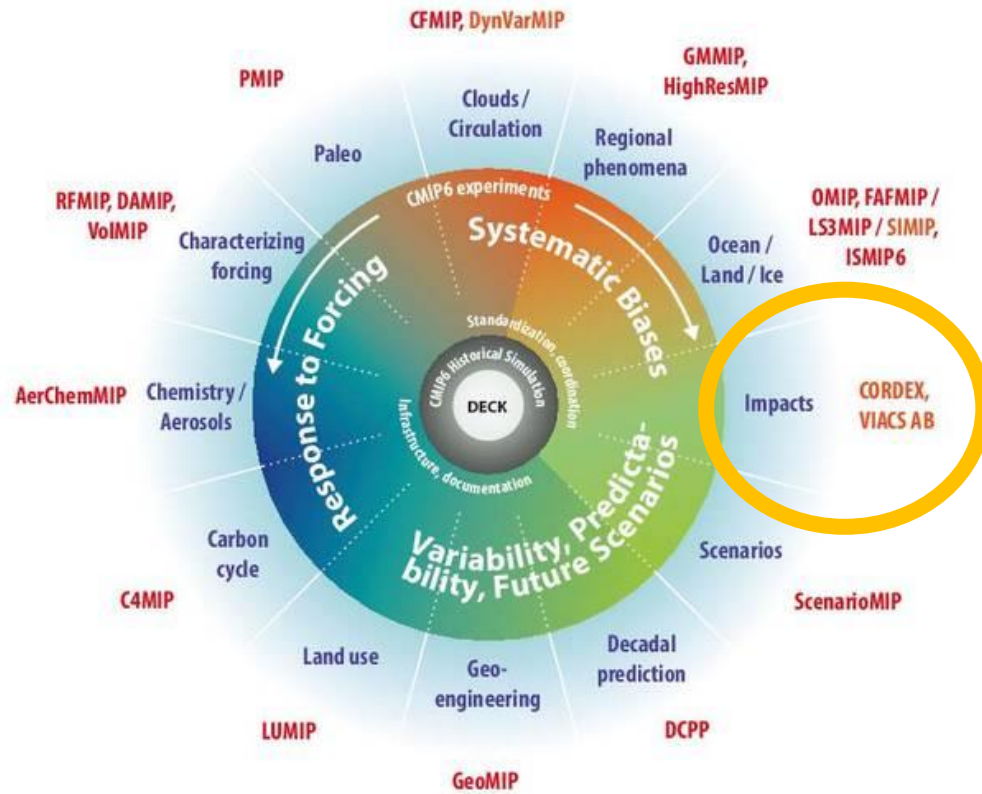 CFMIP, DynVarMIP
GMMIP,
HighResMIP
PMIP
Clouds /
Circulation
Regional
phenomena
Paleo
RFMIP, DAMIP,
VolMIP
OMIP, FAFMIP /
LS3MIP / SIMIP,
ISMIP6
Characterizing
forcing
Ocean /
Land / Ice
CMIP6 experiments
Systematic Biases
Response to Forcing
Standardization, coordination
CMIP6 Historical Simulation
DECK
Infrastructure, documentation
AerChemMIP
Chemistry /
Aerosols
Impacts
CORDEX,
VIACS AB
Variability, Predicta-
bility, Future Scenarios
Carbon
cycle
Scenarios
C4MIP
ScenarioMIP
Land use
Geo-
engineering
Decadal
prediction
LUMIP
DCPP
GeoMIP